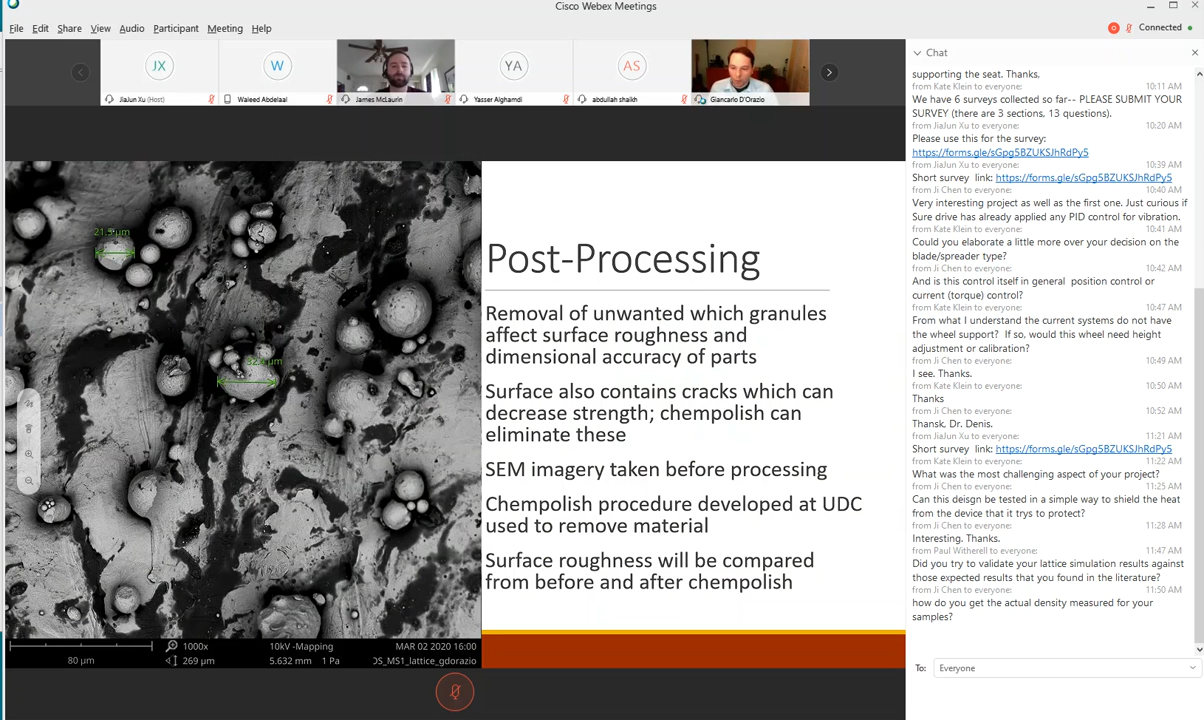 Cisco Webex Meetings
File Edit Share View Audio Participant Meeting Help
Connected
JX
W
YA
AS
JiaJun Xu (Host)
Waleed Abdelaal
James McLaurin
Yasser Alghamdi
abdullah shaikh
Giancarlo D'Orazio
21.5 µm
Post-Processing
Removal of unwanted which granules
affect surface roughness and
dimensional accuracy of parts
Surface also contains cracks which can
decrease strength; chempolish can
eliminate these
SEM imagery taken before processing
Chempolish procedure developed at UDC
used to remove material
Surface roughness will be compared
from before and after chempolish
80 µm
1000x
269 µm
10kV -Mapping
5.632 mm 1 Pa
MAR 02 2020 16:00
DS_MS1_lattice_gdorazio
Chat
supporting the seat. Thanks.
from Kate Klein to everyone: 10:11 AM
We have 6 surveys collected so far-- PLEASE SUBMIT YOUR
SURVEY (there are 3 sections, 13 questions).
from JiaJun Xu to everyone: 10:20 AM
Please use this for the survey:
https://forms.gle/sGpg5BZUKSJhRdPy5
from JiaJun Xu to everyone: 10:39 AM
Short survey link: https://forms.gle/sGpg5BZUKSJhRdPy5
from Ji Chen to everyone: 10:40 AM
Very interesting project as well as the first one. Just curious if
Sure drive has already applied any PID control for vibration.
from Kate Klein to everyone: 10:41 AM
Could you elaborate a little more over your decision on the
blade/spreader type?
from Ji Chen to everyone: 10:42 AM
And is this control itself in general position control or
current (torque) control?
from Kate Klein to everyone: 10:47 AM
From what I understand the current systems do not have
the wheel support? If so, would this wheel need height
adjustment or calibration?
from Ji Chen to everyone: 10:49 AM
I see. Thanks.
from Kate Klein to everyone: 10:50 AM
Thanks
from Ji Chen to everyone: 10:52 AM
Thansk, Dr. Denis.
from JiaJun Xu to everyone: 11:21 AM
Short survey link: https://forms.gle/sGpg5BZUKSJhRdPy5
from Kate Klein to everyone: 11:22 AM
What was the most challenging aspect of your project?
from Ji Chen to everyone: 11:25 AM
Can this deisgn be tested in a simple way to shield the heat
from the device that it trys to protect?
from Ji Chen to everyone: 11:28 AM
Interesting. Thanks.
from Paul Witherell to everyone: 11:47 AM
Did you try to validate your lattice simulation results against
those expected results that you found in the literature?
from Ji Chen to everyone: 11:50 AM
how do you get the actual density measured for your
samples?
To: Everyone